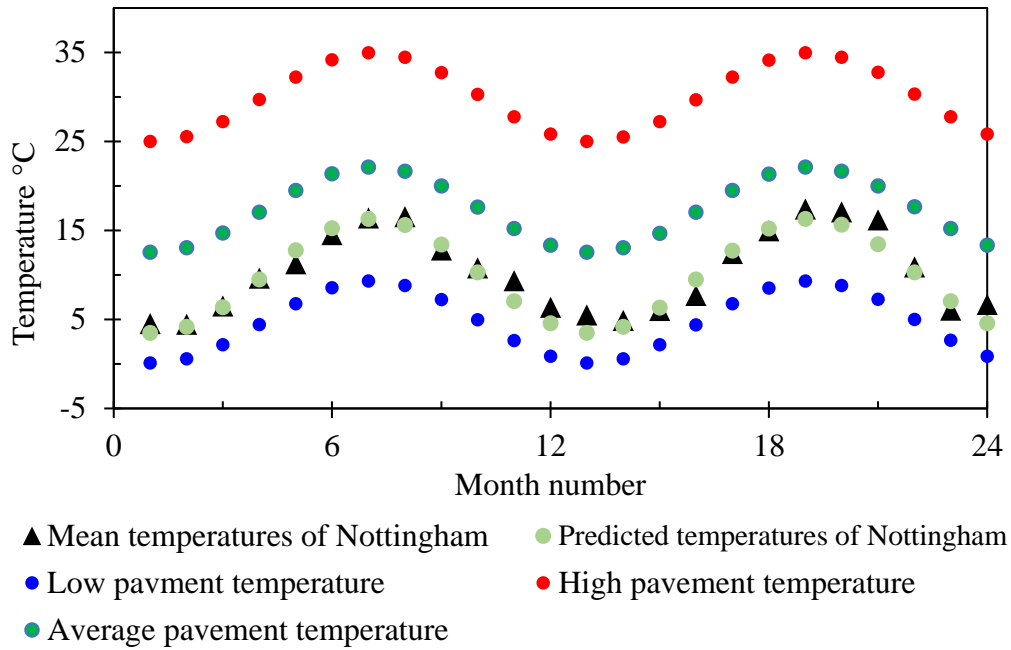 35
25
15
5
-5
Temperature °C
0 6 12 18 24
Month number
Mean temperatures of Nottingham Predicted temperatures of Nottingham
Low pavment temperature High pavement temperature
Average pavement temperature